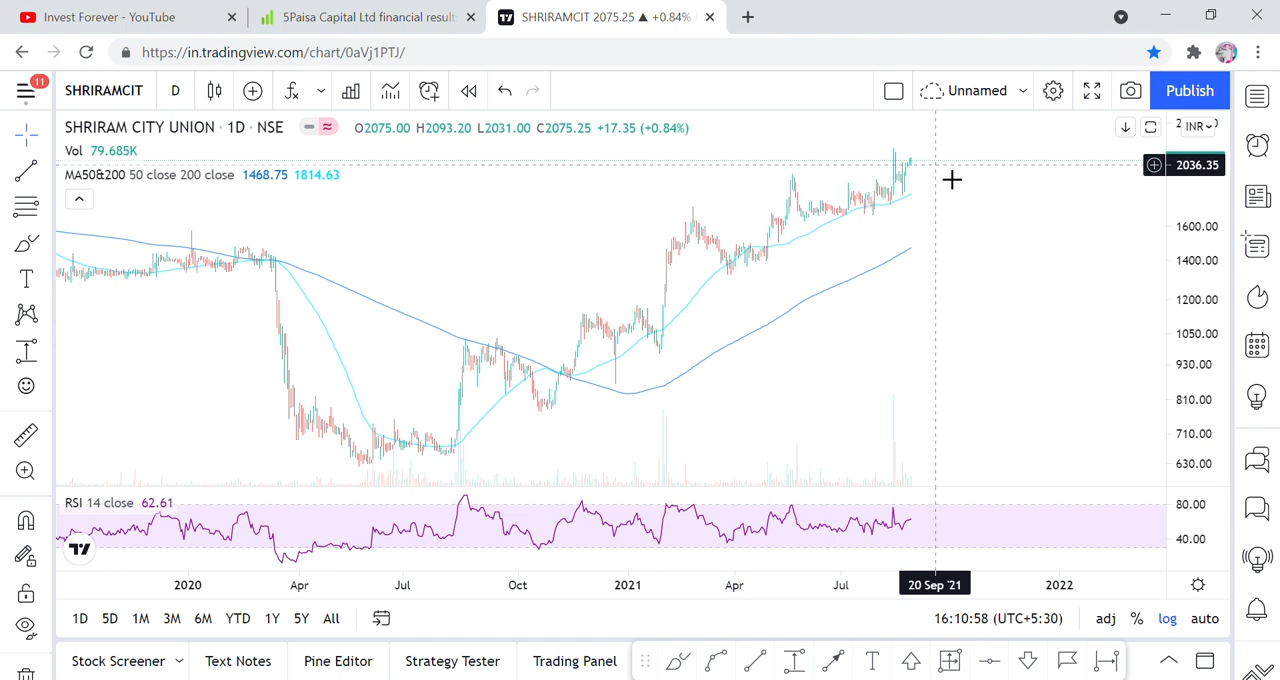 Invest Forever - YouTube
5Paisa Capital Ltd financial result
SHRIRAMCIT 2075.25 ▲ +0.84%
https://in.tradingview.com/chart/0aVj1PTJ/
11
SHRIRAMCIT
D
Unnamed
Publish
SHRIRAM CITY UNION · 1D · NSE
O2075.00 H2093.20 L2031.00 C2075.25 +17.35 (+0.84%)
INR
Vol 79.685K
2036.35
MA50&200 50 close 200 close 1468.75 1814.63
1600.00
1400.00
1200.00
1050.00
930.00
810.00
710.00
630.00
RSI 14 close 62.61
80.00
40.00
2020
Apr
Jul
Oct
2021
Apr
Jul
20 Sep '21
2022
1D 5D 1M 3M 6M YTD 1Y 5Y All
16:10:58 (UTC+5:30)
adj % log auto
Stock Screener
Text Notes
Pine Editor
Strategy Tester
Trading Panel